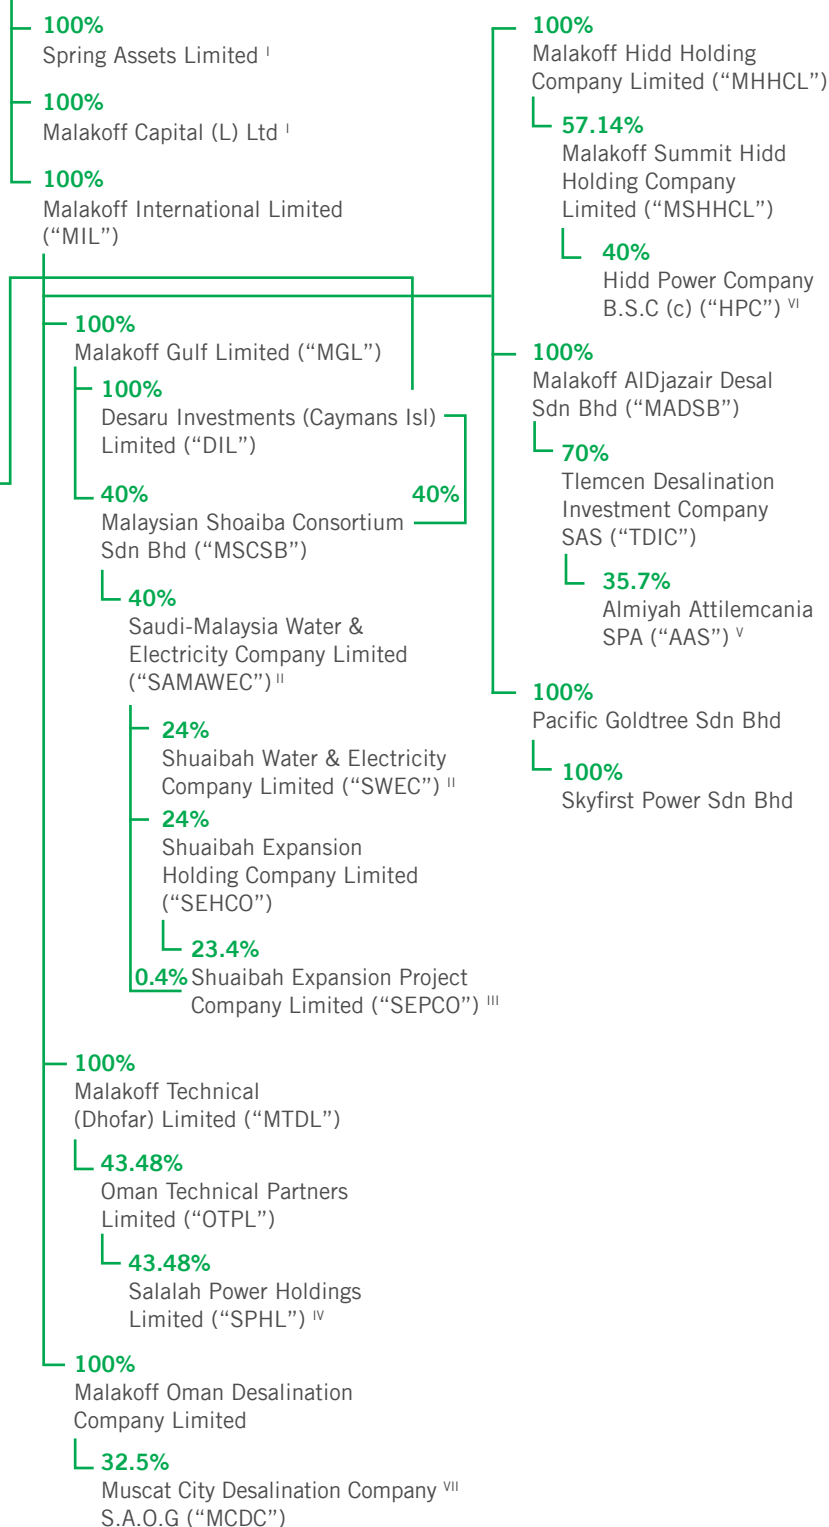 100%
Spring Assets Limited I
100%
Malakoff Capital (L) Ltd I
100%
Malakoff International Limited
(“MIL”)
100%
Malakoff Gulf Limited (“MGL”)
100%
Desaru Investments (Caymans Isl)
Limited (“DIL”)
40%
40%
Malaysian Shoaiba Consortium
Sdn Bhd (“MSCSB”)
40%
Saudi-Malaysia Water &
Electricity Company Limited
(“SAMAWEC”) II
24%
Shuaibah Water & Electricity
Company Limited (“SWEC”) II
24%
Shuaibah Expansion
Holding Company Limited
(“SEHCO”)
23.4%
0.4% Shuaibah Expansion Project
Company Limited (“SEPCO”) III
100%
Malakoff Technical
(Dhofar) Limited (“MTDL”)
43.48%
Oman Technical Partners
Limited (“OTPL”)
43.48%
Salalah Power Holdings
Limited (“SPHL”) IV
100%
Malakoff Oman Desalination
Company Limited
32.5%
Muscat City Desalination Company VII
S.A.O.G (“MCDC”)
100%
Malakoff Hidd Holding
Company Limited (“MHHCL”)
57.14%
Malakoff Summit Hidd
Holding Company
Limited (“MSHHCL”)
40%
Hidd Power Company
B.S.C (c) (“HPC”) VI
100%
Malakoff AlDjazair Desal
Sdn Bhd (“MADSB”)
70%
Tlemcen Desalination
Investment Company
SAS (“TDIC”)
35.7%
Almiyah Attilemcania
SPA (“AAS”) V
100%
Pacific Goldtree Sdn Bhd
100%
Skyfirst Power Sdn Bhd